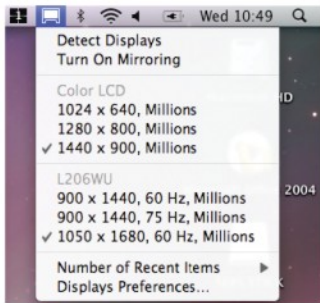 Wed 10:49
Detect Displays
Turn On Mirroring
Color LCD
1024 x 640, Millions
1280 x 800, Millions
✓ 1440 x 900, Millions
HD
L206WU
900 x 1440, 60 Hz, Millions
900 x 1440, 75 Hz, Millions
2004
✓ 1050 x 1680, 60 Hz, Millions
Number of Recent Items
Displays Preferences...
K